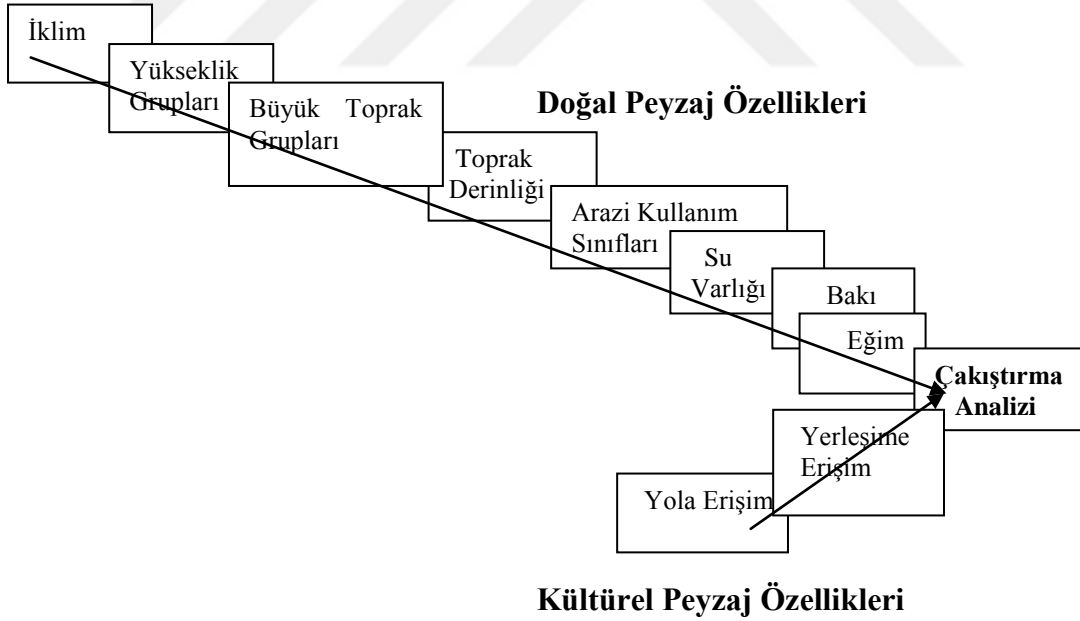 İklim
Yükseklik
Grupları
Büyük Toprak
Grupları
Doğal Peyzaj Özellikleri
Toprak
Derinliği
Arazi Kullanım
Sınıfları
Su
Varlığı
Bakı
Eğim
Çakıştırma
Analizi
Yerleşime
Erişim
Yola Erişim
Kültürel Peyzaj Özellikleri